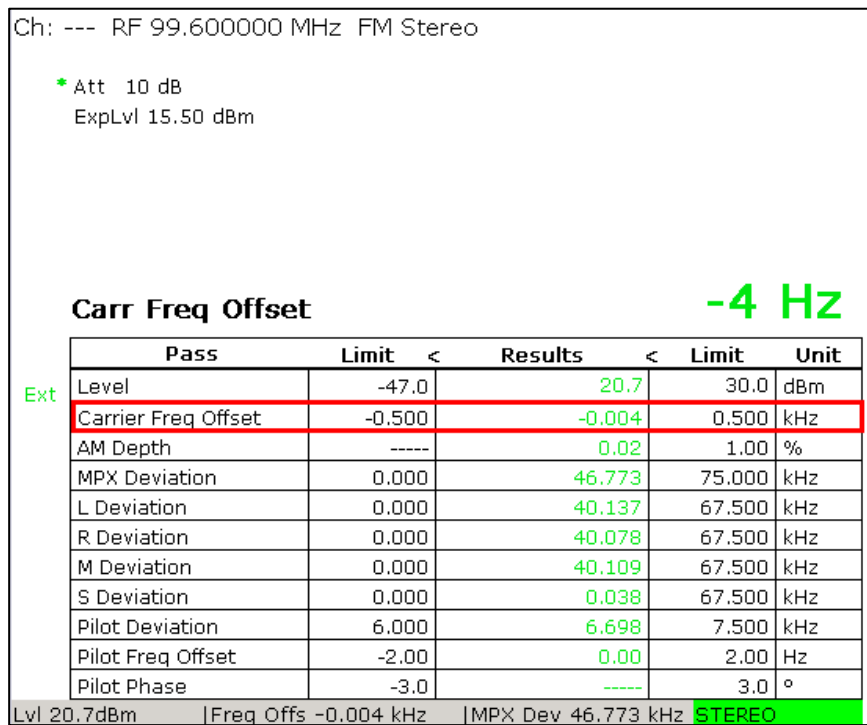 Ch: --- RF 99.600000 MHz FM Stereo
* Att 10 dB
ExpLvl 15.50 dBm
Carr Freq Offset -4 Hz
Pass Limit < Results < Limit Unit
Ext Level -47.0 20.7 30.0 dBm
Carrier Freq Offset -0.500 -0.004 0.500 kHz
AM Depth ----- 0.02 1.00 %
MPX Deviation 0.000 46.773 75.000 kHz
L Deviation 0.000 40.137 67.500 kHz
R Deviation 0.000 40.078 67.500 kHz
M Deviation 0.000 40.109 67.500 kHz
S Deviation 0.000 0.038 67.500 kHz
Pilot Deviation 6.000 6.698 7.500 kHz
Pilot Freq Offset -2.00 0.00 2.00 Hz
Pilot Phase -3.0 ----- 3.0 °
Lvl 20.7dBm |Freq Offs -0.004 kHz |MPX Dev 46.773 kHz STEREO